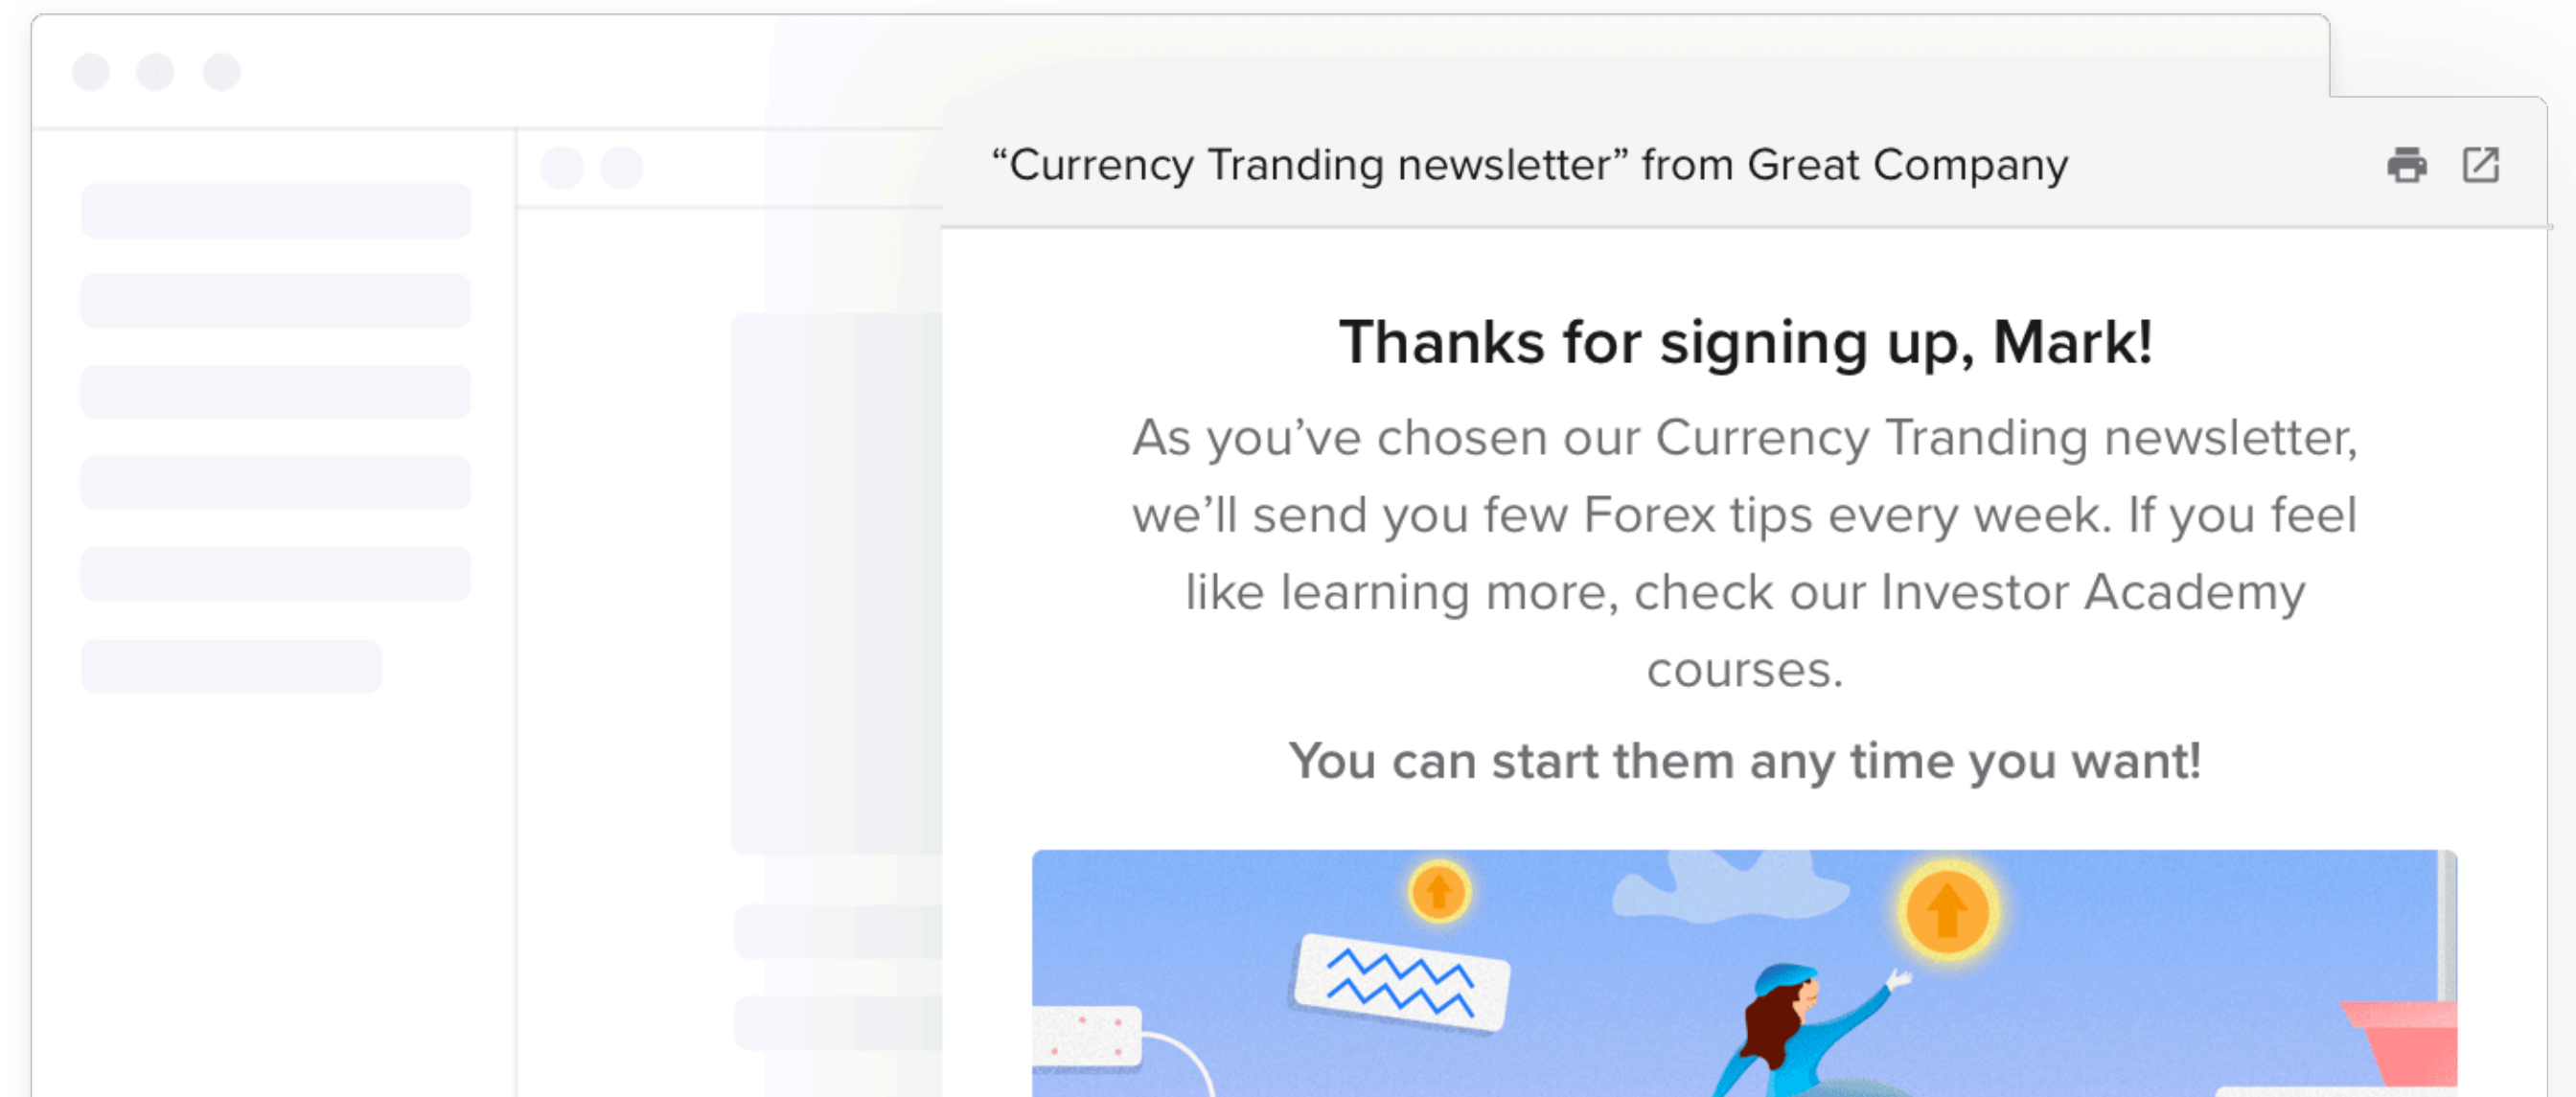 “Currency Tranding newsletter” from Great Company
Thanks for signing up, Mark!
As you’ve chosen our Currency Tranding newsletter,
we’ll send you few Forex tips every week. If you feel
like learning more, check our Investor Academy
courses.
You can start them any time you want!